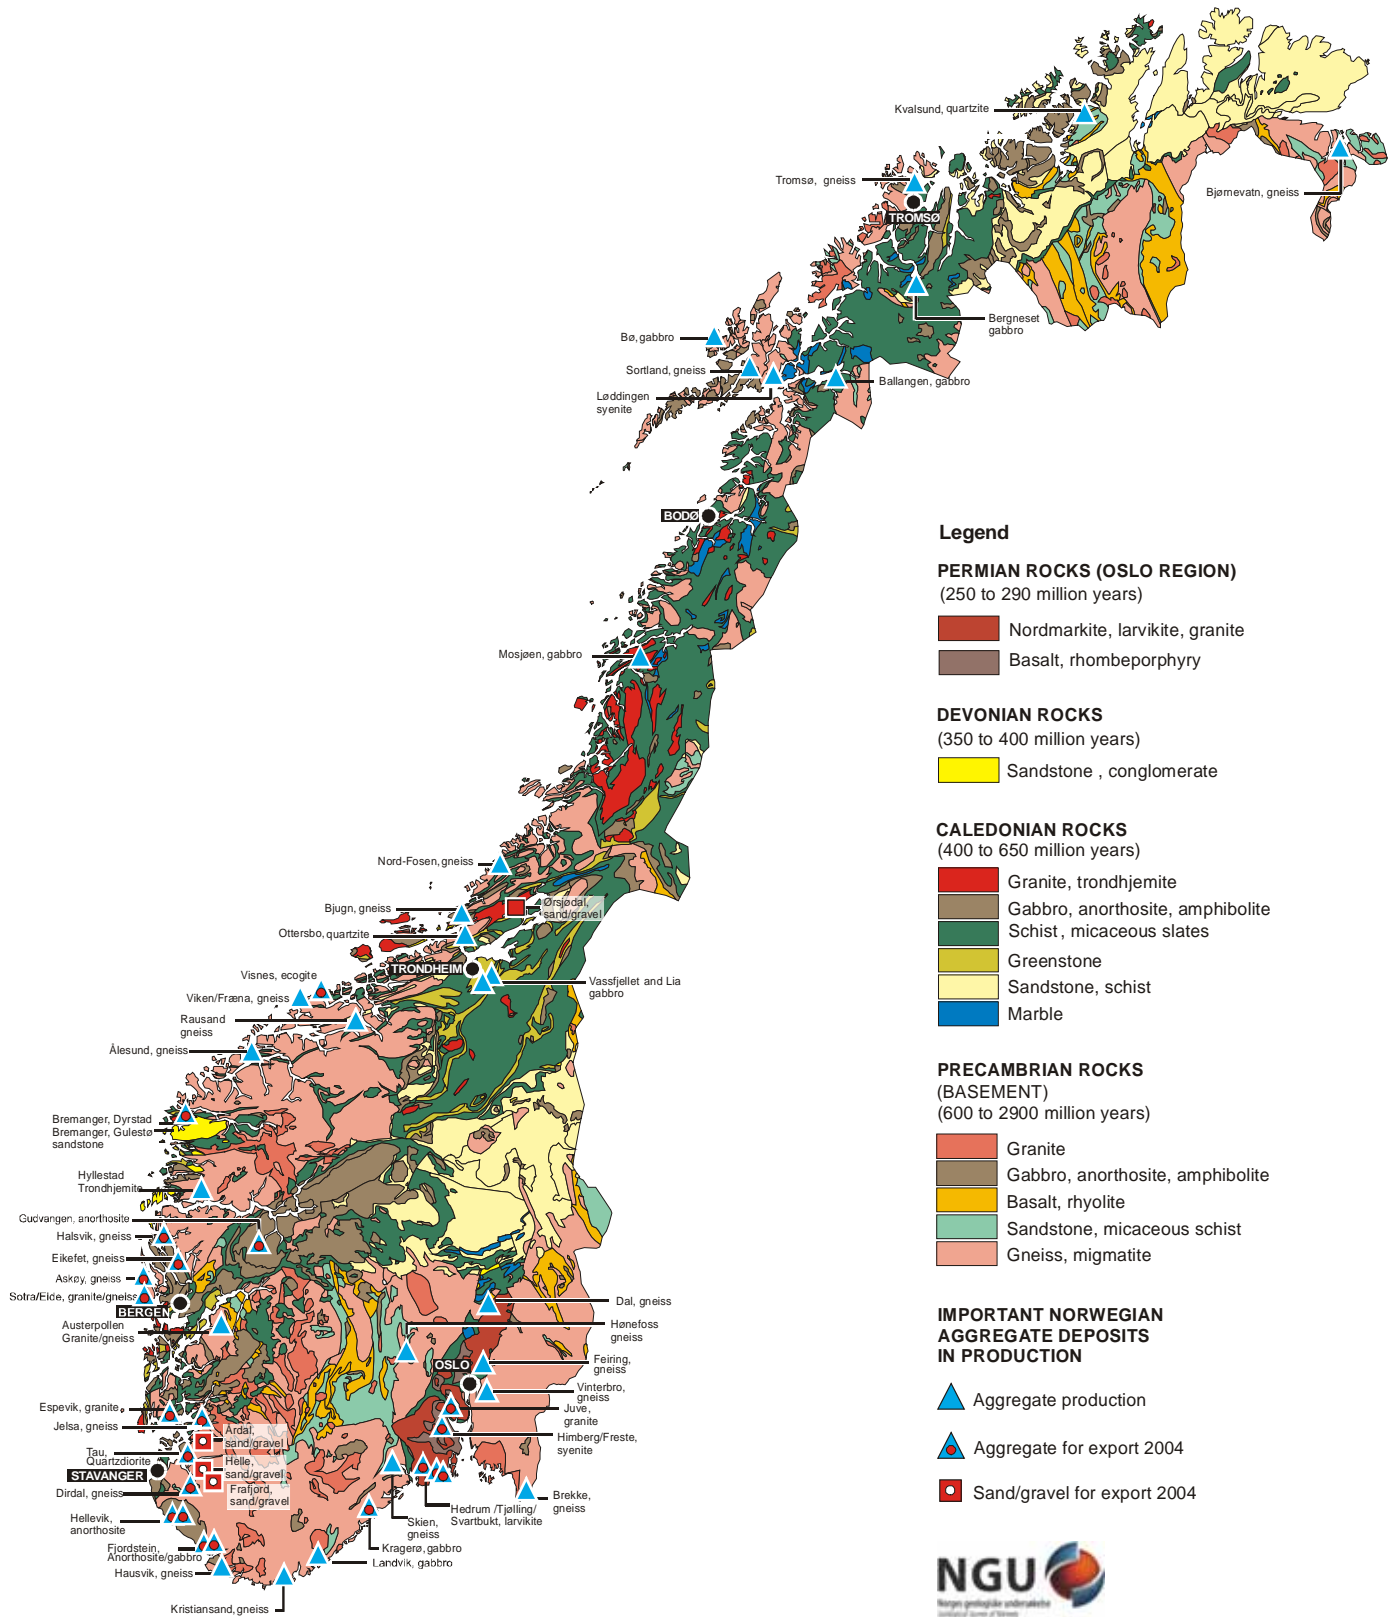 Kvalsund, quartzite
Tromsø, gneiss
TROMSØ
Bjørnevatn, gneiss
Bergneset
gabbro
Bø, gabbro
Sortland, gneiss
Løddingen
syenite
Ballangen, gabbro
BODØ
Mosjøen, gabbro
Nord-Fosen, gneiss
Bjugn, gneiss
Ørsjødal,
sand/gravel
Ottersbo, quartzite
TRONDHEIM
Vassfjellet and Lia
gabbro
Visnes, ecogite
Viken/Fræna, gneiss
Rausand
gneiss
Ålesund, gneiss
Bremanger, Dyrstad
Bremanger, Gulestø
sandstone
Hyllestad
Trondhjemite
Gudvangen, anorthosite
Halsvik, gneiss
Eikefet, gneiss
Askøy, gneiss
Sotra/Eide, granite/gneiss
BERGEN
Austerpollen
Granite/gneiss
Dal, gneiss
Hønefoss
gneiss
OSLO
Feiring,
gneiss
Vinterbro,
gneiss
Juve,
granite
Himberg/Freste,
syenite
Espevik, granite
Jelsa, gneiss
Årdal,
sand/gravel
Tau,
Quartzdiorite
Helle,
sand/gravel
STAVANGER
Frafjord,
sand/gravel
Dirdal, gneiss
Hellevik,
anorthosite
Fjordstein,
Anorthosite/gabbro
Hausvik, gneiss
Kristiansand, gneiss
Landvik, gabbro
Kragerø, gabbro
Skien,
gneiss
Hedrum /Tjølling/
Svartbukt, larvikite
Brekke,
gneiss
Legend
PERMIAN ROCKS (OSLO REGION)
(250 to 290 million years)
Nordmarkite, larvikite, granite
Basalt, rhombeporphyry
DEVONIAN ROCKS
(350 to 400 million years)
Sandstone , conglomerate
CALEDONIAN ROCKS
(400 to 650 million years)
Granite, trondhjemite
Gabbro, anorthosite, amphibolite
Schist , micaceous slates
Greenstone
Sandstone, schist
Marble
PRECAMBRIAN ROCKS
(BASEMENT)
(600 to 2900 million years)
Granite
Gabbro, anorthosite, amphibolite
Basalt, rhyolite
Sandstone, micaceous schist
Gneiss, migmatite
IMPORTANT NORWEGIAN
AGGREGATE DEPOSITS
IN PRODUCTION
Aggregate production
Aggregate for export 2004
Sand/gravel for export 2004
NGU
Norges geologiske undersøkelse